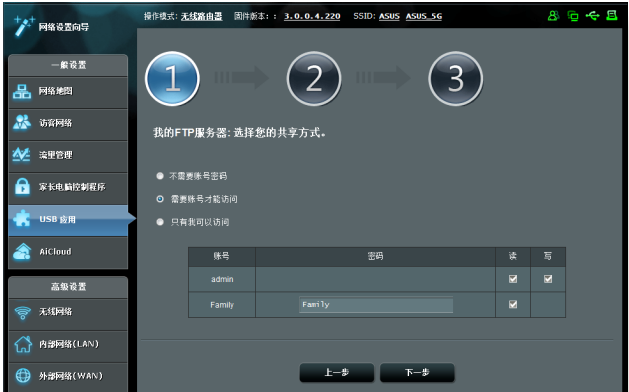 网络设置向导
操作模式: 无线路由器 固件版本: : 3.0.0.4.220 SSID: ASUS ASUS_5G
一般设置
网络地图
访客网络
流量管理
家长电脑控制程序
USB 应用
AiCloud
高级设置
无线网络
内部网络(LAN)
外部网络(WAN)
1 2 3
我的FTP服务器: 选择您的共享方式。
不需要账号密码
需要账号才能访问
只有我可以访问
账号 密码 读 写
admin
Family Family
上一步 下一步